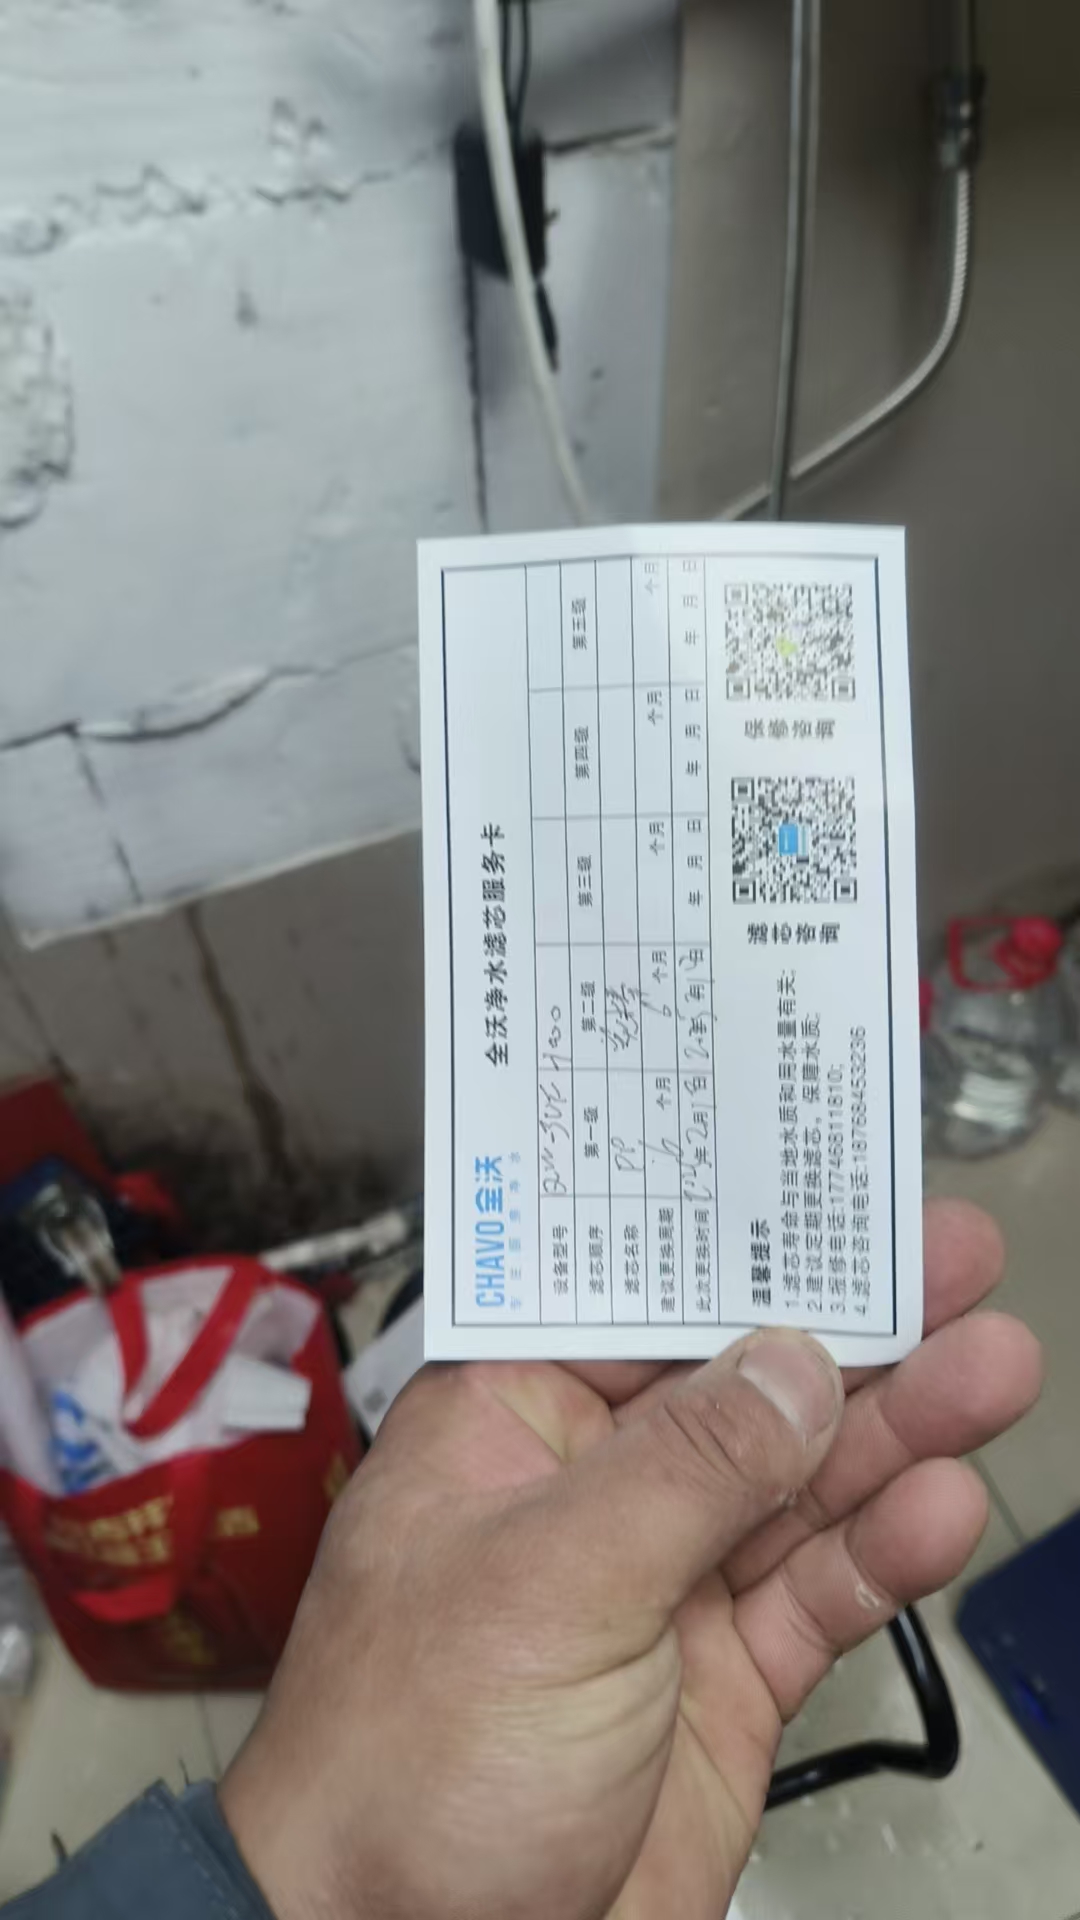 CHAVO 全沃
全沃净水滤芯服务卡
设备型号
滤芯顺序 第一级 第二级 第三级 第四级 第五级
滤芯名称 PP
建议更换周期 6个月 6个月 个月 个月 个月
此次更换时间 年2月 日 年 月 日 年 月 日 年 月 日 年 月 日
温馨提示
1.滤芯寿命与当地水质和用水量有关;
2.建议定期更换滤芯，保障水质;
3.报修电话:17746811810;
4.滤芯咨询电话:18768453236
滤芯咨询
保修咨询